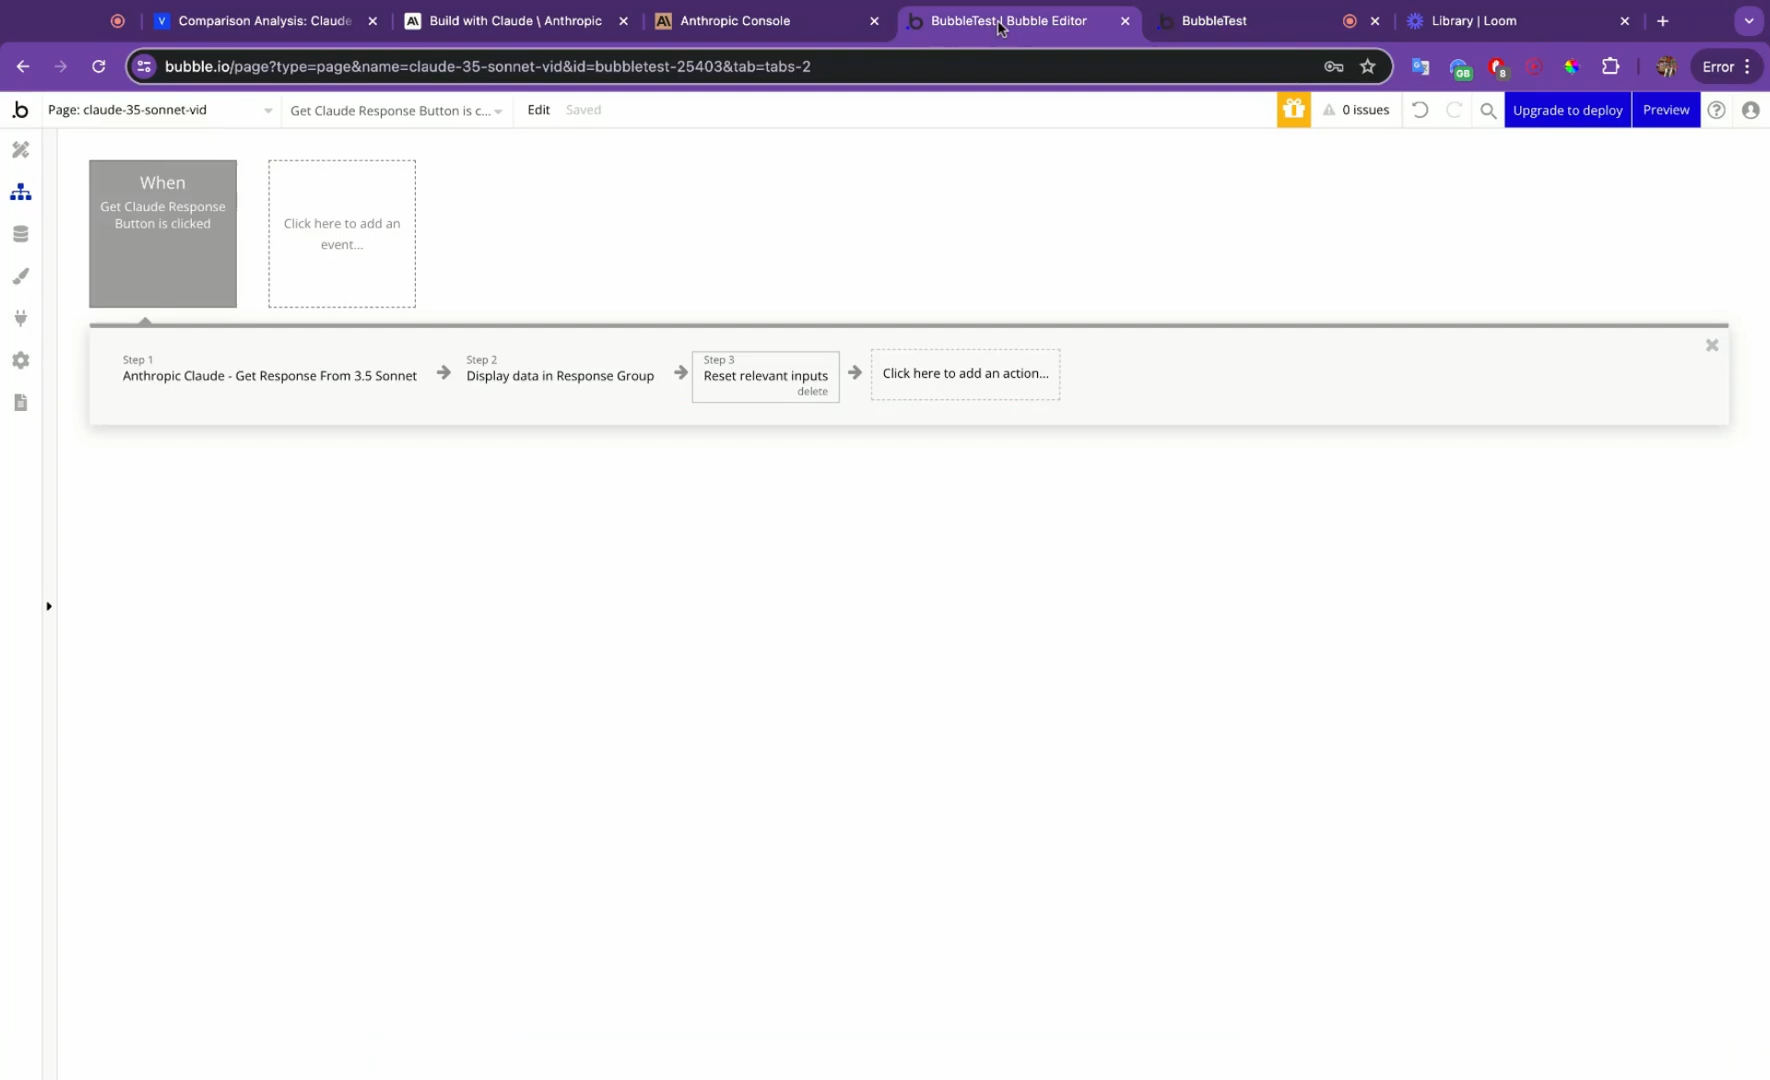 Comparison Analysis: Claude
Build with Claude \ Anthropic
Anthropic Console
BubbleTest | Bubble Editor
BubbleTest
Library | Loom
bubble.io/page?type=page&name=claude-35-sonnet-vid&id=bubbletest-25403&tab=tabs-2
GB
8
Error
Page: claude-35-sonnet-vid
Get Claude Response Button is c...
Edit
Saved
0 issues
Upgrade to deploy
Preview
When
Get Claude Response
Button is clicked
Click here to add an
event...
Step 1
Anthropic Claude - Get Response From 3.5 Sonnet
Step 2
Display data in Response Group
Step 3
Reset relevant inputs
delete
Click here to add an action...